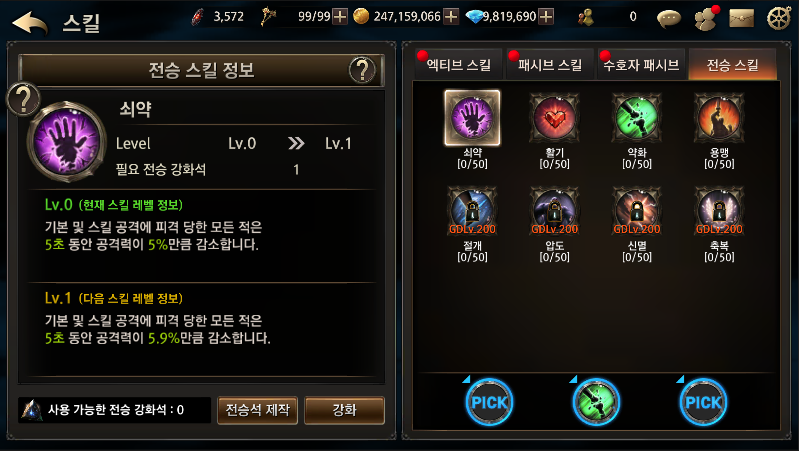 스킬
3,572
99/99
247,159,066
9,819,690
0
전승 스킬 정보
?
?
쇠약
Level Lv.0 Lv.1
필요 전승 강화석 1
Lv.0 (현재 스킬 레벨 정보)
기본 및 스킬 공격에 피격 당한 모든 적은
5초 동안 공격력이 5%만큼 감소합니다.
Lv.1 (다음 스킬 레벨 정보)
기본 및 스킬 공격에 피격 당한 모든 적은
5초 동안 공격력이 5.9%만큼 감소합니다.
사용 가능한 전승 강화석 : 0
전승석 제작
강화
엑티브 스킬
패시브 스킬
수호자 패시브
전승 스킬
쇠약
[0/50]
활기
[0/50]
약화
[0/50]
용맹
[0/50]
GDLv.200
절개
[0/50]
GDLv.200
압도
[0/50]
GDLv.200
신멸
[0/50]
GDLv.200
축복
[0/50]
PICK
PICK